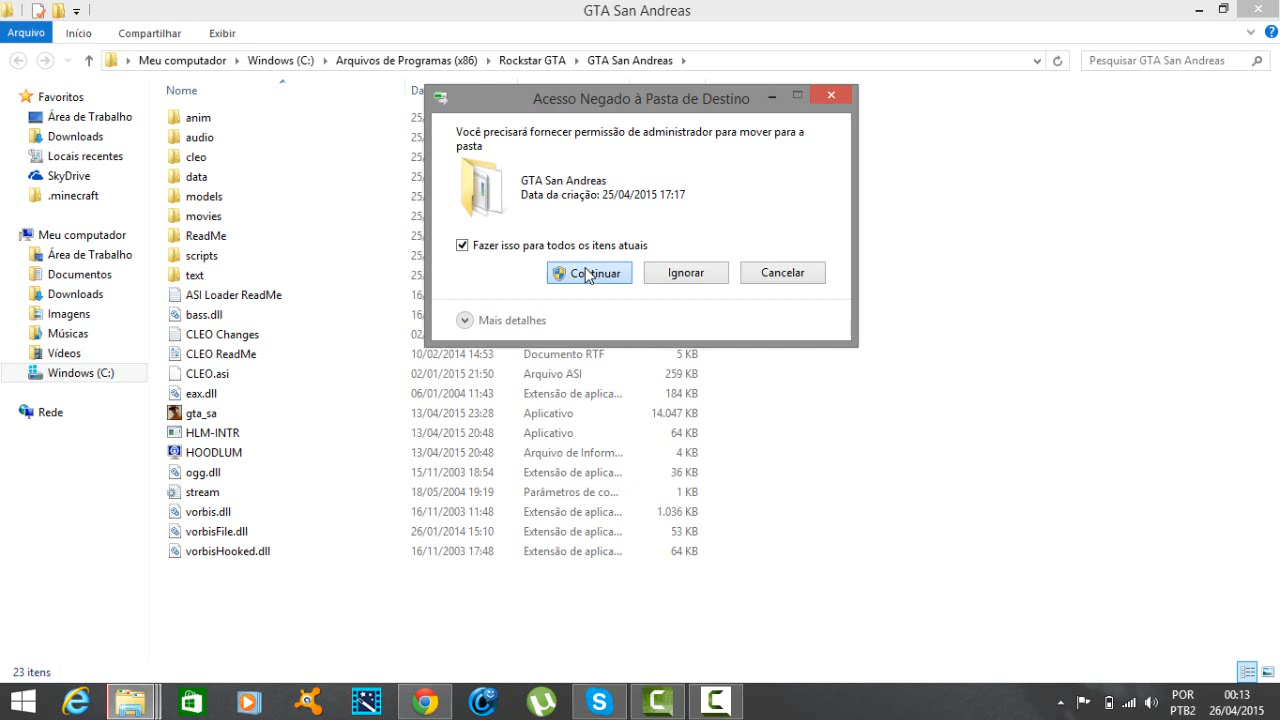 GTA San Andreas
Arquivo Início Compartilhar Exibir
Meu computador Windows (C:) Arquivos de Programas (x86) Rockstar GTA GTA San Andreas
Pesquisar GTA San Andreas
Favoritos
Área de Trabalho
Downloads
Locais recentes
SkyDrive
.minecraft
Meu computador
Área de Trabalho
Documentos
Downloads
Imagens
Músicas
Vídeos
Windows (C:)
Rede
Nome
anim
audio
cleo
data
models
movies
ReadMe
scripts
text
ASI Loader ReadMe
bass.dll
CLEO Changes
CLEO ReadMe 10/02/2014 14:53 Documento RTF 5 KB
CLEO.asi 02/01/2015 21:50 Arquivo ASI 259 KB
eax.dll 06/01/2004 11:43 Extensão de aplica... 184 KB
gta_sa 13/04/2015 23:28 Aplicativo 14.047 KB
HLM-INTR 13/04/2015 20:48 Aplicativo 64 KB
HOODLUM 13/04/2015 20:48 Arquivo de Inform... 4 KB
ogg.dll 15/11/2003 18:54 Extensão de aplica... 36 KB
stream 18/05/2004 19:19 Parâmetros de co... 1 KB
vorbis.dll 16/11/2003 11:48 Extensão de aplica... 1.036 KB
vorbisFile.dll 26/01/2014 15:10 Extensão de aplica... 53 KB
vorbisHooked.dll 16/11/2003 17:48 Extensão de aplica... 64 KB
Acesso Negado à Pasta de Destino
Você precisará fornecer permissão de administrador para mover para a
pasta
GTA San Andreas
Data da criação: 25/04/2015 17:17
Fazer isso para todos os itens atuais
Continuar Ignorar Cancelar
Mais detalhes
23 itens
POR
PTB2
00:13
26/04/2015